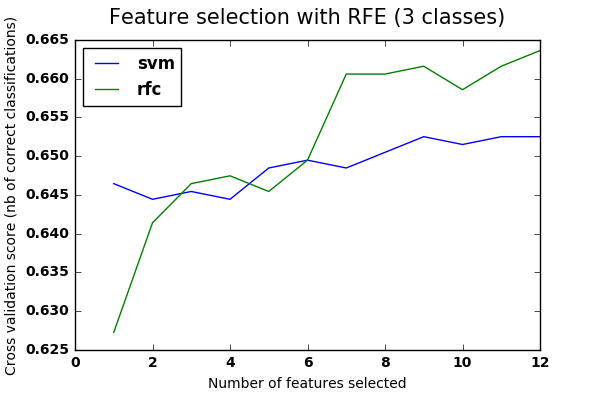 Feature selection with RFE (3 classes)
Cross validation score (nb of correct classifications)
0.665
0.660
0.655
0.650
0.645
0.640
0.635
0.630
0.625
svm
rfc
0 2 4 6 8 10 12
Number of features selected